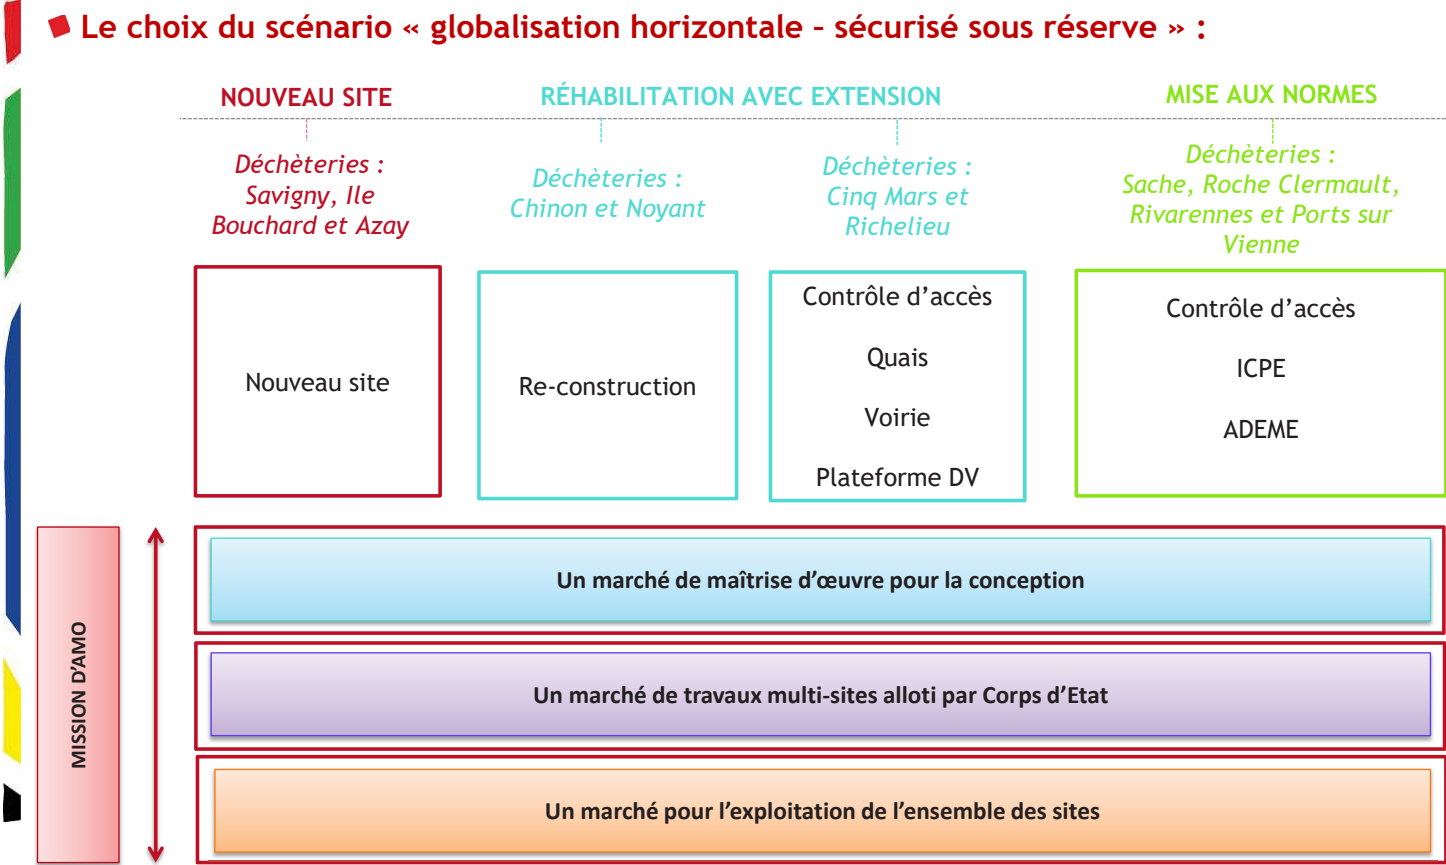 Le choix du scénario « globalisation horizontale – sécurisé sous réserve » :
NOUVEAU SITE
RÉHABILITATION AVEC EXTENSION
MISE AUX NORMES
Déchèteries :
Savigny, Ile
Bouchard et Azay
Déchèteries :
Chinon et Noyant
Déchèteries :
Cinq Mars et
Richelieu
Déchèteries :
Sache, Roche Clermault,
Rivarennes et Ports sur
Vienne
Nouveau site
Re-construction
Contrôle d’accès
Quais
Voirie
Plateforme DV
Contrôle d’accès
ICPE
ADEME
MISSION D’AMO
Un marché de maîtrise d’œuvre pour la conception
Un marché de travaux multi-sites alloti par Corps d’Etat
Un marché pour l’exploitation de l’ensemble des sites